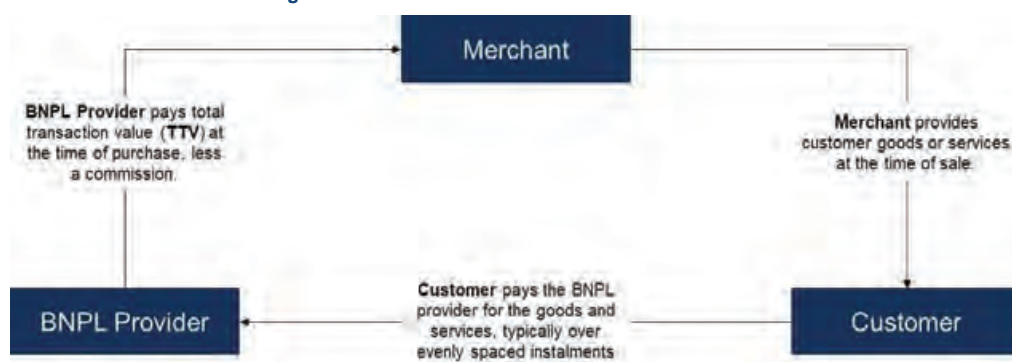 Merchant
BNPL Provider pays total
transaction value (TTV) at
the time of purchase, less
a commission.
Merchant provides
customer goods or services
at the time of sale.
Customer pays the BNPL
provider for the goods and
services, typically over
evenly spaced instalments
BNPL Provider
Customer